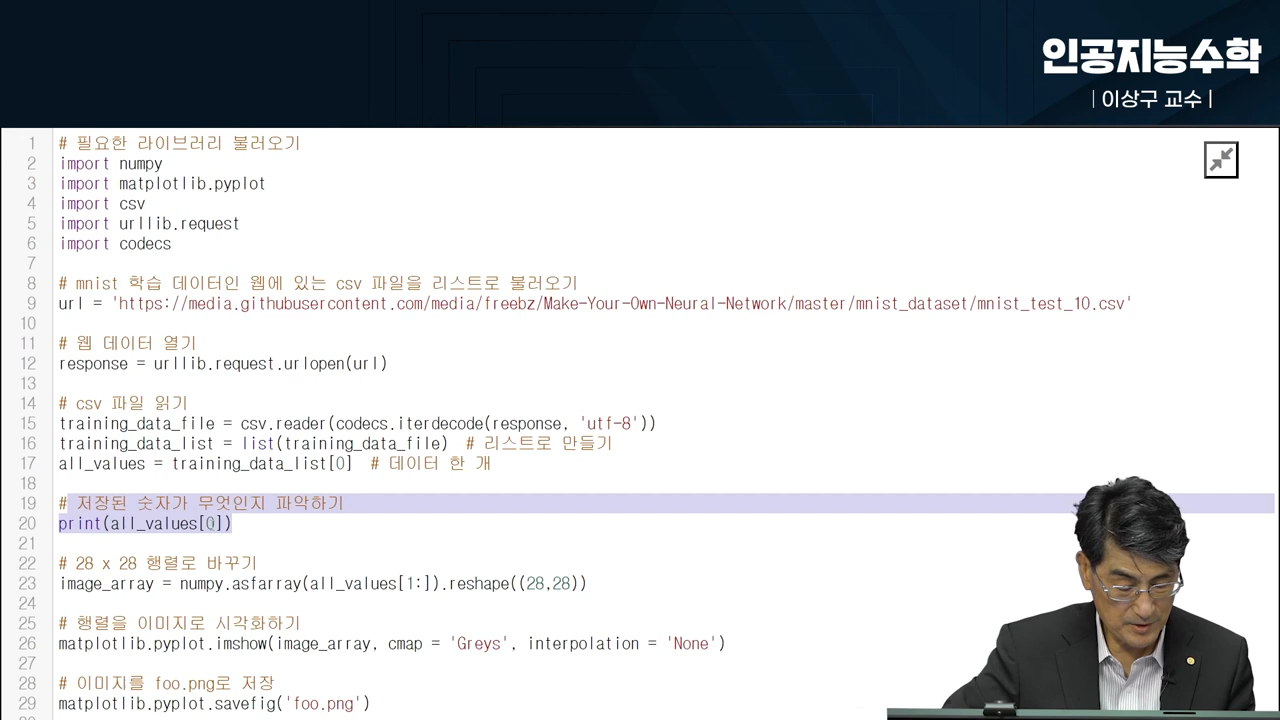 인공지능수학
| 이상구 교수 |
1 # 필요한 라이브러리 불러오기
2 import numpy
3 import matplotlib.pyplot
4 import csv
5 import urllib.request
6 import codecs
7
8 # mnist 학습 데이터인 웹에 있는 csv 파일을 리스트로 불러오기
9 url = 'https://media.githubusercontent.com/media/freebz/Make-Your-Own-Neural-Network/master/mnist_dataset/mnist_test_10.csv'
10
11 # 웹 데이터 열기
12 response = urllib.request.urlopen(url)
13
14 # csv 파일 읽기
15 training_data_file = csv.reader(codecs.iterdecode(response, 'utf-8'))
16 training_data_list = list(training_data_file) # 리스트로 만들기
17 all_values = training_data_list[0] # 데이터 한 개
18
19 # 저장된 숫자가 무엇인지 파악하기
20 print(all_values[0])
21
22 # 28 x 28 행렬로 바꾸기
23 image_array = numpy.asfarray(all_values[1:]).reshape((28,28))
24
25 # 행렬을 이미지로 시각화하기
26 matplotlib.pyplot.imshow(image_array, cmap = 'Greys', interpolation = 'None')
27
28 # 이미지를 foo.png로 저장
29 matplotlib.pyplot.savefig('foo.png')